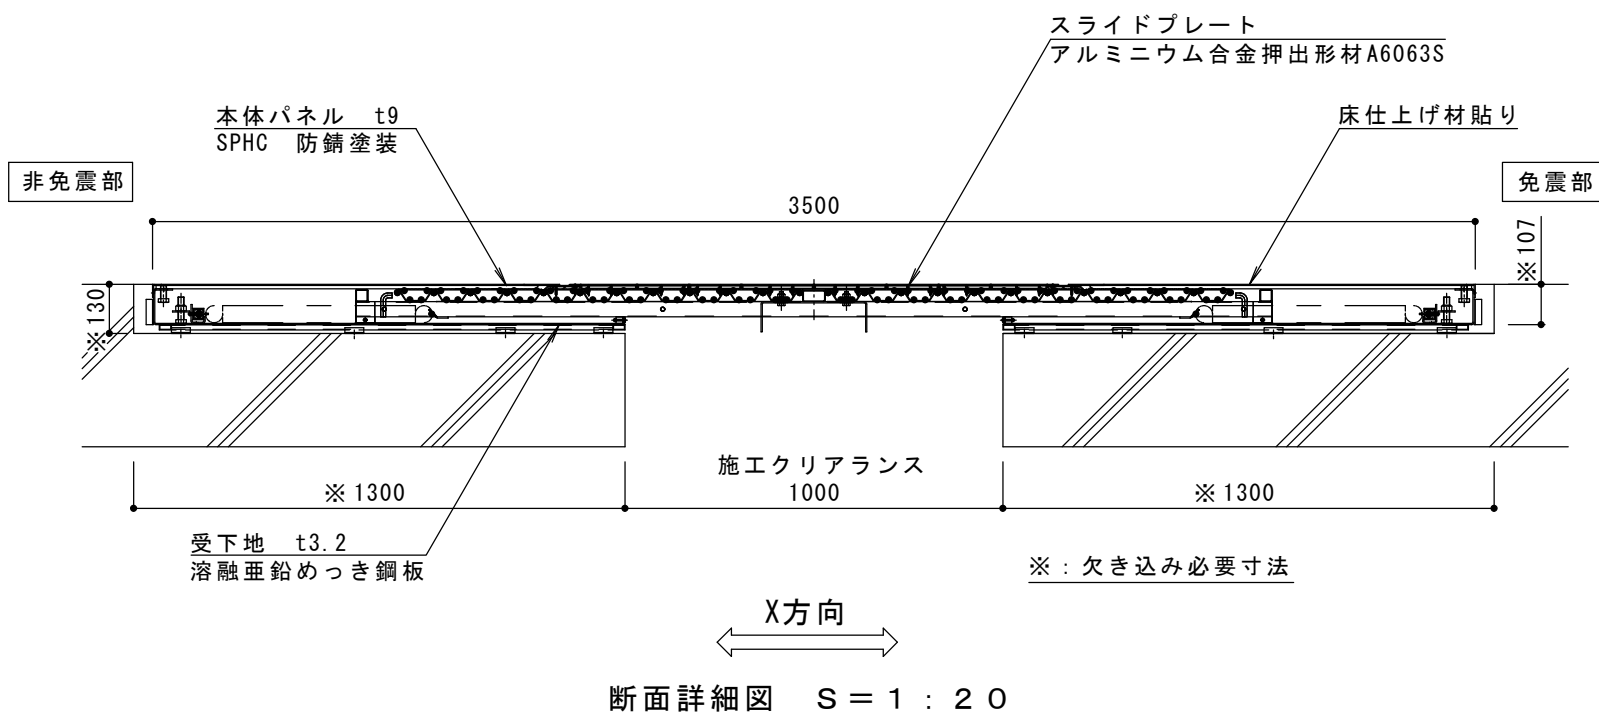 スライドプレート
アルミニウム合金押出形材A6063S
本体パネル t9
SPHC 防錆塗装
床仕上げ材貼り
非免震部
免震部
3500
※107
※130
施工クリアランス
※1300
1000
※1300
受下地 t3.2
溶融亜鉛めっき鋼板
※：欠き込み必要寸法
X方向
断面詳細図 Ｓ＝１：２０